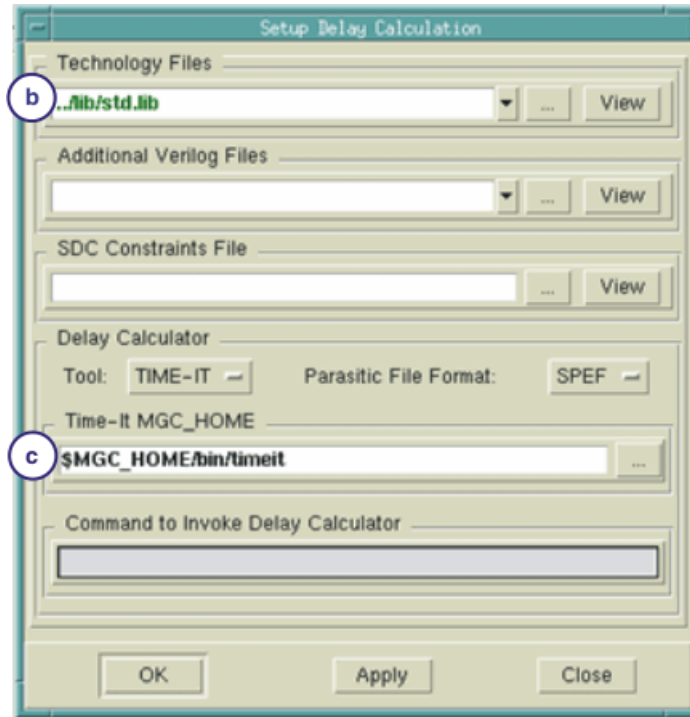 Setup Delay Calculation
Technology Files
b
../lib/std.lib
... View
Additional Verilog Files
... View
SDC Constraints File
... View
Delay Calculator
Tool: TIME-IT Parasitic File Format: SPEF
Time-It MGC_HOME
c
$MGC_HOME/bin/timeit
...
Command to Invoke Delay Calculator
OK Apply Close